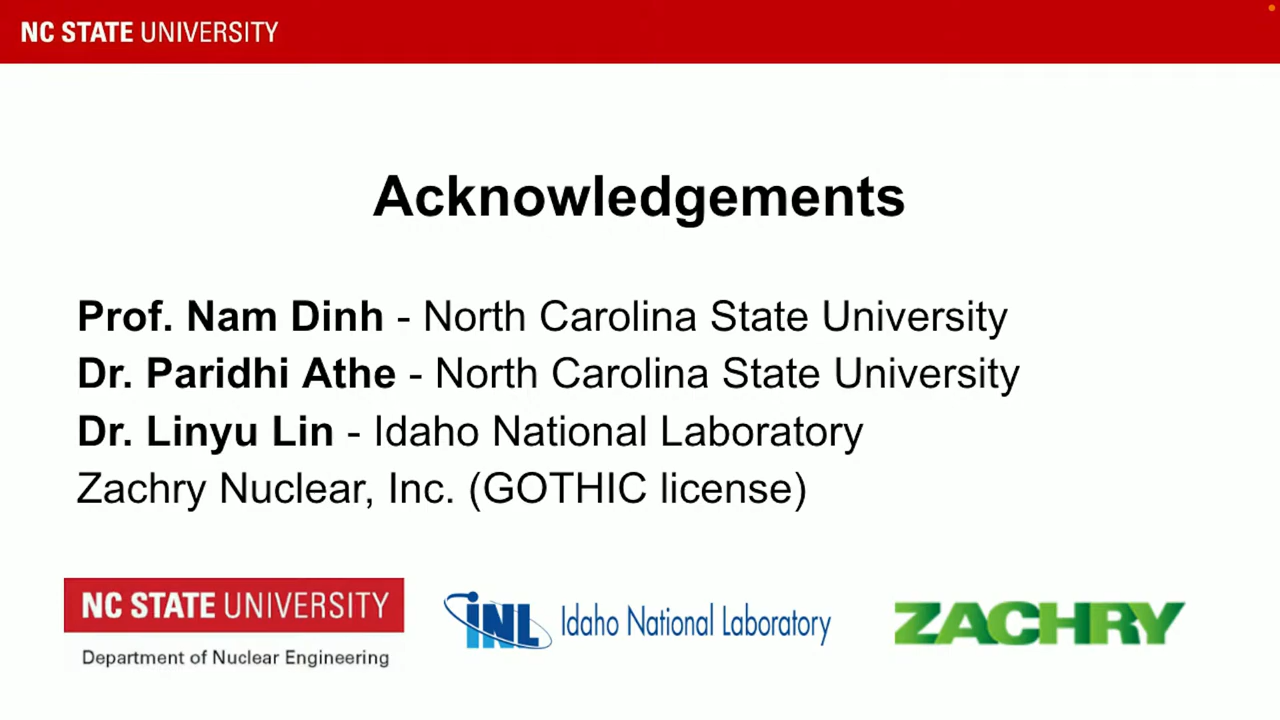 NC STATE UNIVERSITY
Acknowledgements
Prof. Nam Dinh - North Carolina State University
Dr. Paridhi Athe - North Carolina State University
Dr. Linyu Lin - Idaho National Laboratory
Zachry Nuclear, Inc. (GOTHIC license)
NC STATE UNIVERSITY
Department of Nuclear Engineering
INL Idaho National Laboratory
ZACHRY